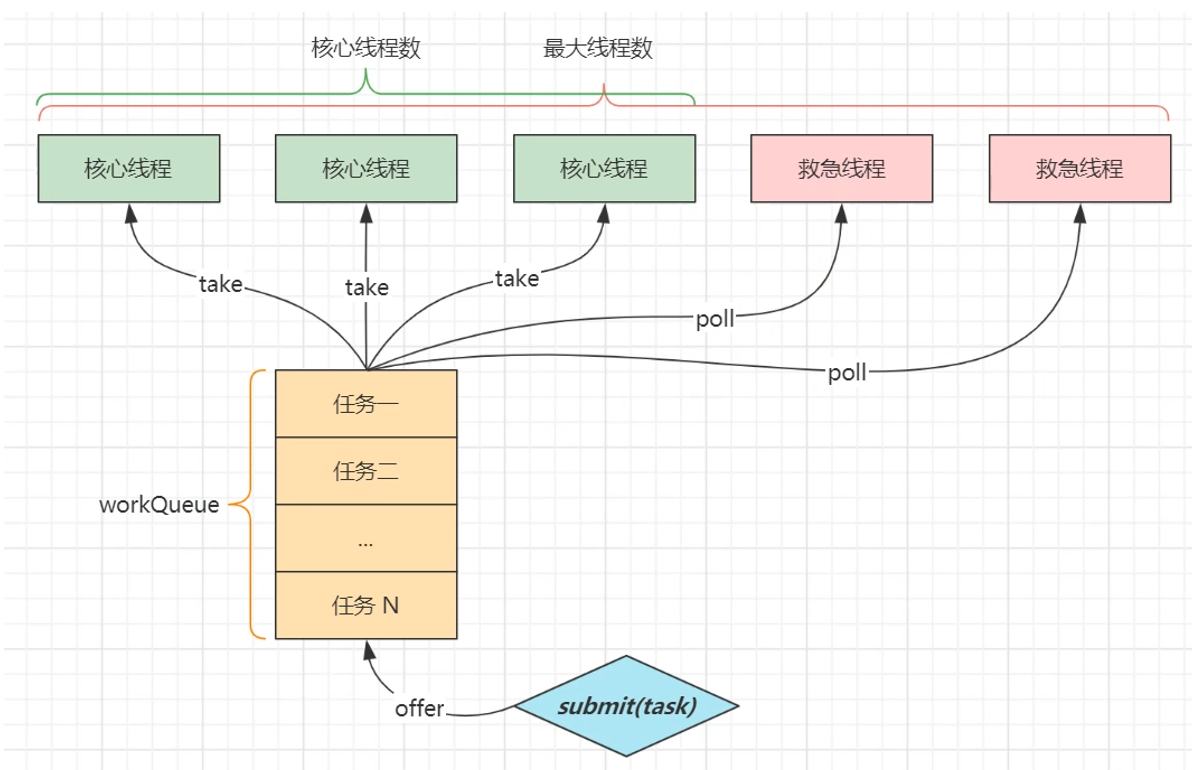 核心线程数
最大线程数
核心线程
核心线程
核心线程
救急线程
救急线程
take
take
take
poll
poll
任务一
任务二
...
任务 N
workQueue
offer
submit(task)